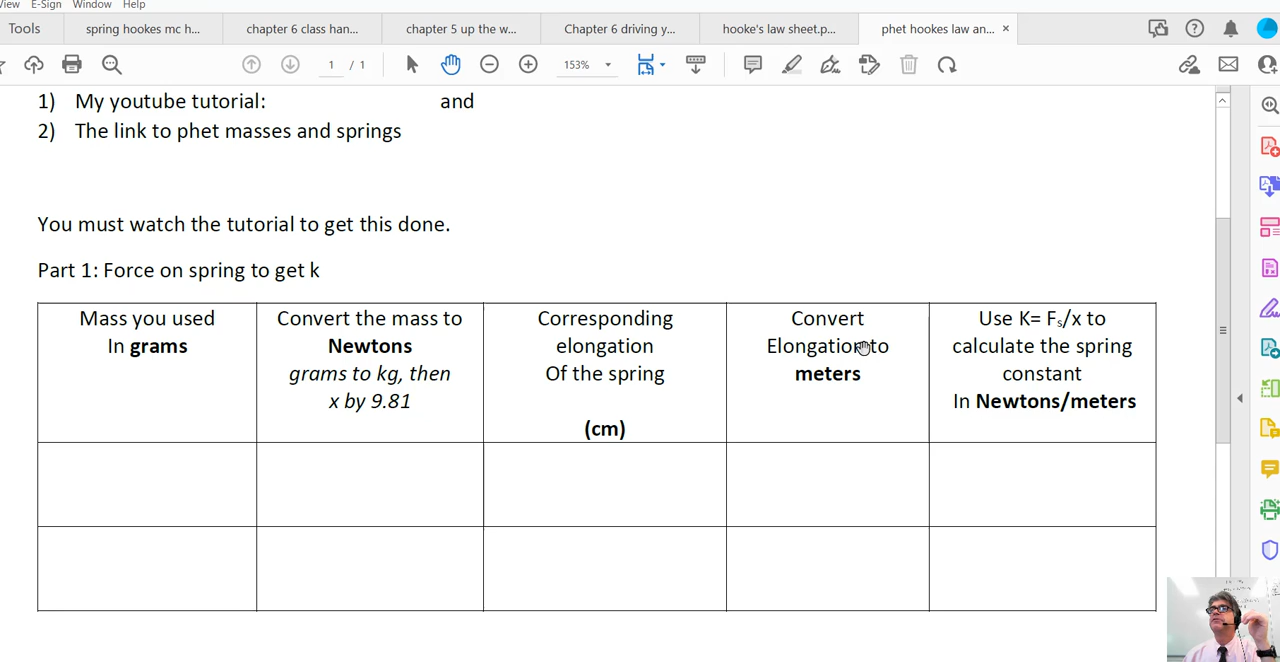 View E-Sign Window Help
Tools spring hookes mc h... chapter 6 class han... chapter 5 up the w... Chapter 6 driving y... hooke's law sheet.p... phet hookes law an... ×
1 / 1 153%
1) My youtube tutorial: and
2) The link to phet masses and springs
You must watch the tutorial to get this done.
Part 1: Force on spring to get k
Mass you used
In grams
Convert the mass to
Newtons
grams to kg, then
x by 9.81
Corresponding
elongation
Of the spring
(cm)
Convert
Elongation to
meters
Use K= Fs/x to
calculate the spring
constant
In Newtons/meters